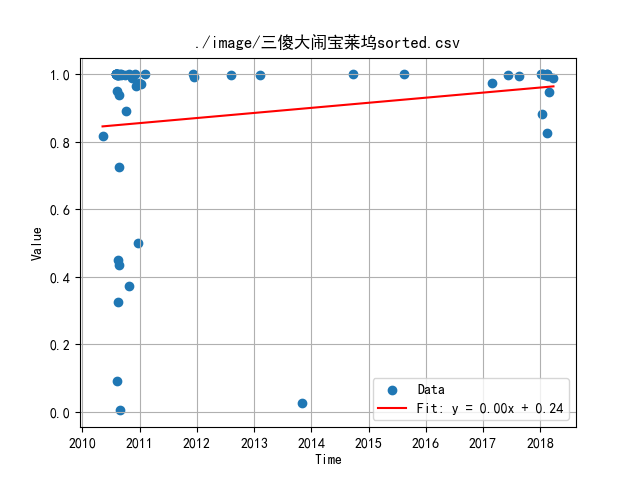 ./image/三傻大闹宝莱坞sorted.csv
1.0
0.8
0.6
0.4
0.2
0.0
Value
2010 2011 2012 2013 2014 2015 2016 2017 2018
Time
Data
Fit: y = 0.00x + 0.24